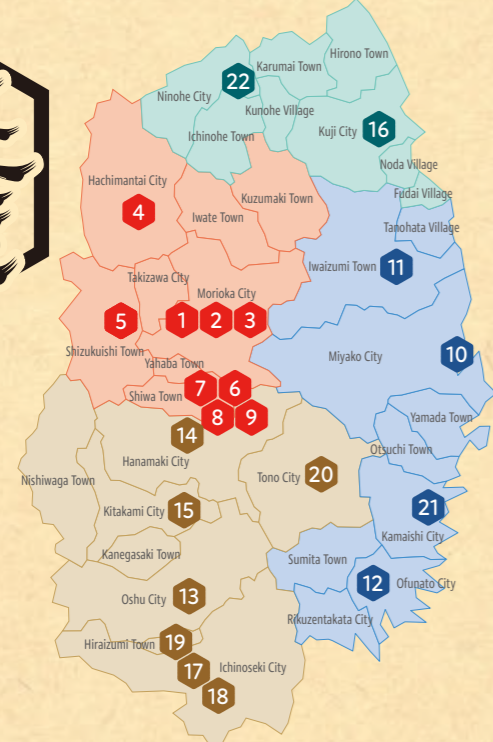 Hirono Town
Karumai Town
22
Ninohe City
Kunohe Village
16
Kuji City
Ichinohe Town
Noda Village
Hachimantai City
Fudai Village
Kuzumaki Town
4
Iwate Town
Tanohata Village
Iwaizumi Town
11
Takizawa City
Morioka City
5
1 2 3
Shizukuishi Town
Miyako City
10
Yahaba Town
7 6
Shiwa Town
8 9
Yamada Town
14
Otsuchi Town
Hanamaki City
20
Tono City
Nishiwaga Town
21
15
Kitakami City
Kamaishi City
Kanegasaki Town
Sumita Town
12
Ofunato City
13
Oshu City
Rikuzentakata City
19
Hiraizumi Town
17
Ichinoseki City
18